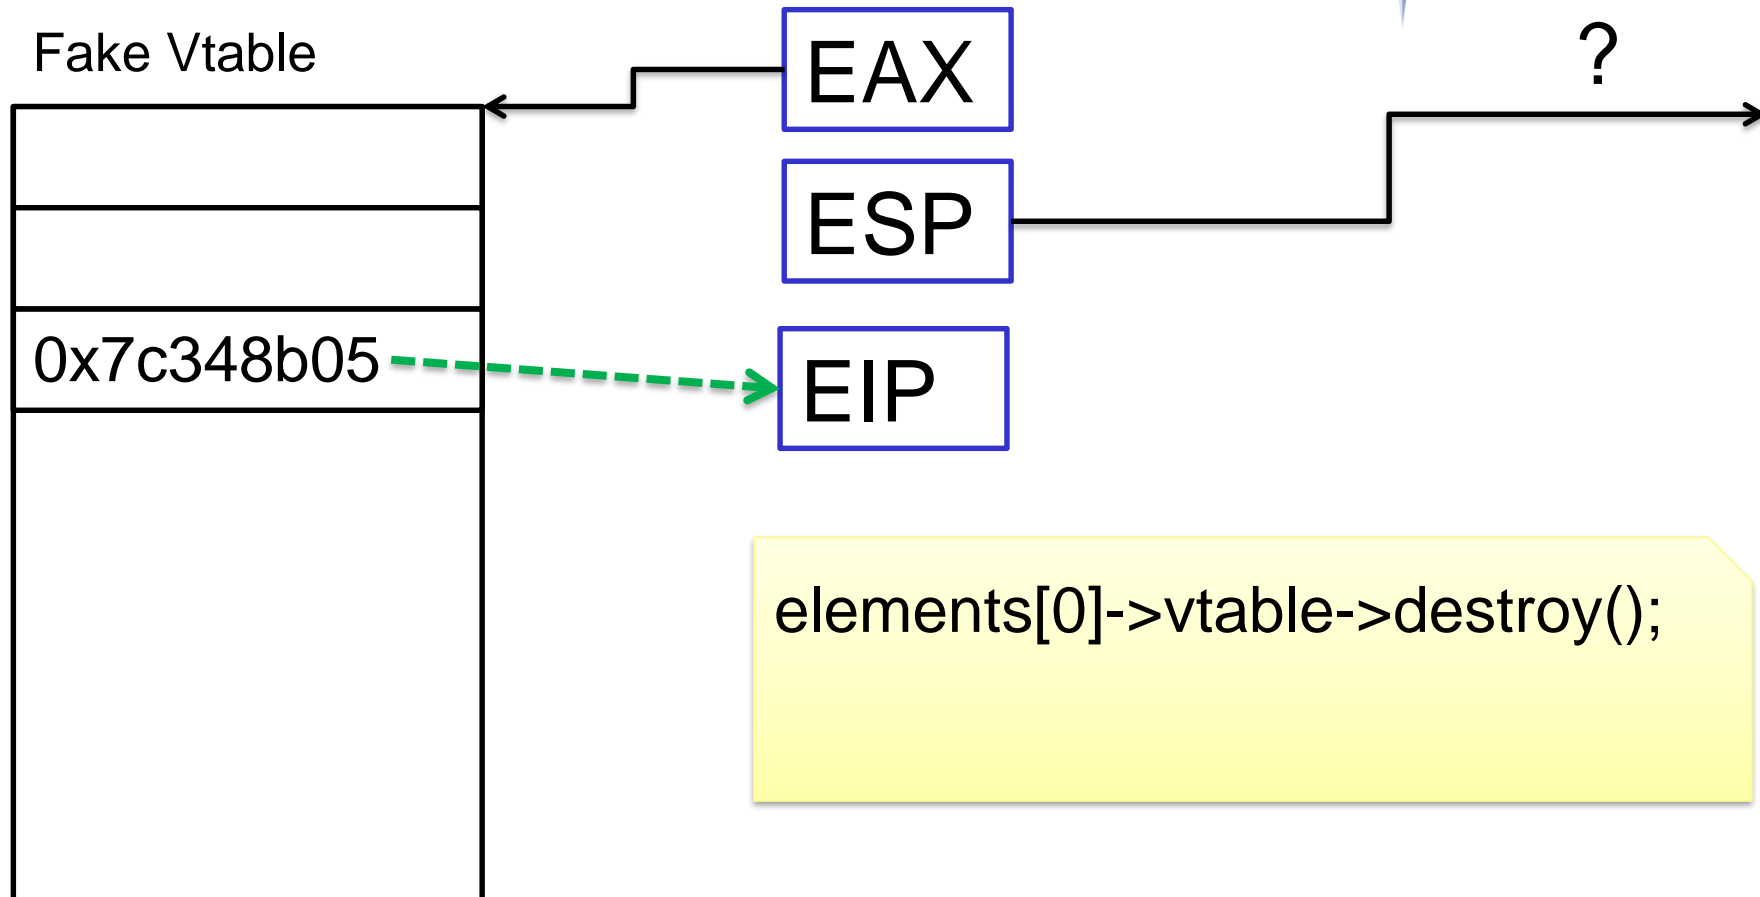 Fake Vtable
EAX
?
ESP
0x7c348b05
EIP
elements[0]->vtable->destroy();